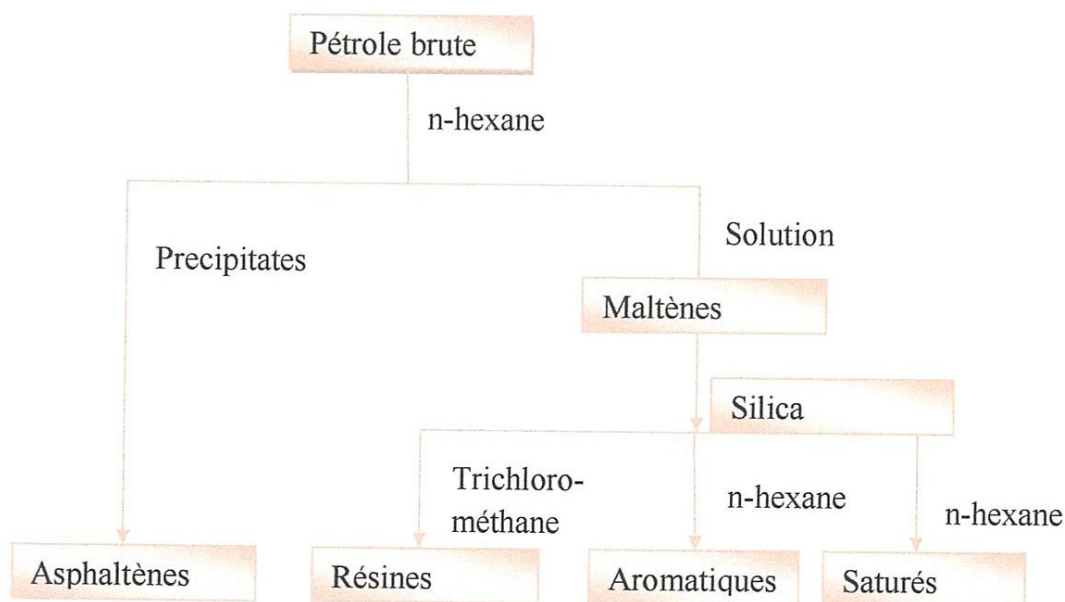 Pétrole brute
n-hexane
Precipitates
Solution
Maltènes
Silica
Trichloro-
méthane
n-hexane
n-hexane
Asphaltènes
Résines
Aromatiques
Saturés